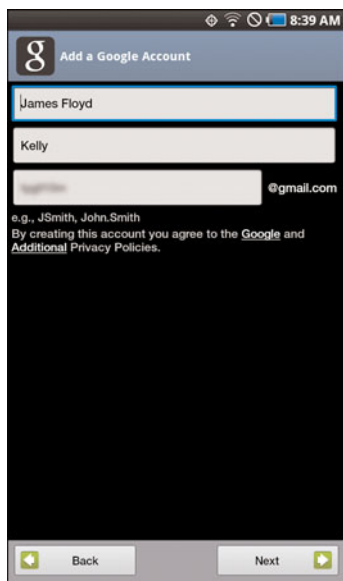 8:39 AM
g Add a Google Account
James Floyd
Kelly
@gmail.com
e.g., JSmith, John.Smith
By creating this account you agree to the Google and
Additional Privacy Policies.
Back Next